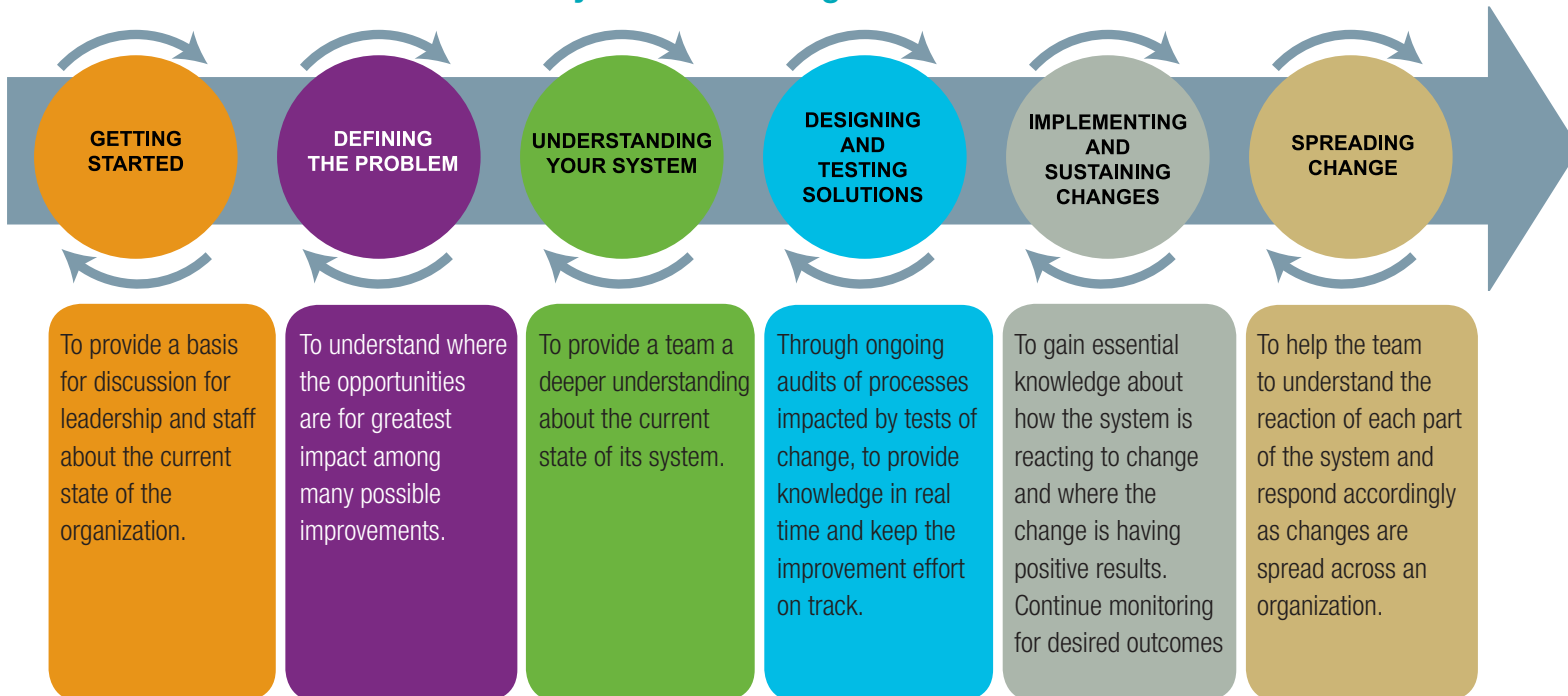 GETTING
STARTED
DEFINING
THE PROBLEM
UNDERSTANDING
YOUR SYSTEM
DESIGNING
AND
TESTING
SOLUTIONS
IMPLEMENTING
AND
SUSTAINING
CHANGES
SPREADING
CHANGE
To provide a basis
for discussion for
leadership and staff
about the current
state of the
organization.
To understand where
the opportunities
are for greatest
impact among
many possible
improvements.
To provide a team a
deeper understanding
about the current
state of its system.
Through ongoing
audits of processes
impacted by tests of
change, to provide
knowledge in real
time and keep the
improvement effort
on track.
To gain essential
knowledge about
how the system is
reacting to change
and where the
change is having
positive results.
Continue monitoring
for desired outcomes
To help the team
to understand the
reaction of each part
of the system and
respond accordingly
as changes are
spread across an
organization.